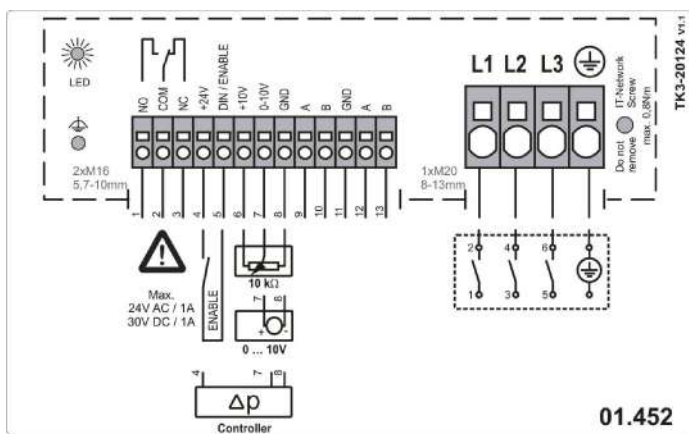 LED
NO
COM
NC
+24V
DIN / ENABLE
+10V
0-10V
GND
A
B
GND
A
B
2xM16
5,7-10mm
1 2 3 4 5 6 7 8 9 10 11 12 13
Max.
24V AC / 1A
30V DC / 1A
ENABLE
10 kΩ
7 8
+ -
0 ... 10V
4 7 8
Δp
Controller
L1 L2 L3
1xM20
8-13mm
Do not
remove
IT-Network
Screw
max. 0,8Nm
TK3-20124 V1.1
2 4 6
1 3 5
01.452